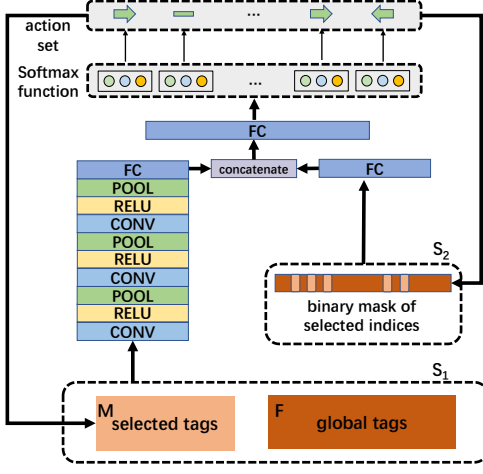 action
set
...
Softmax
function
...
FC
FC
concatenate
FC
POOL
RELU
CONV
POOL
RELU
CONV
POOL
RELU
CONV
S2
binary mask of
selected indices
S1
M
selected tags
F
global tags